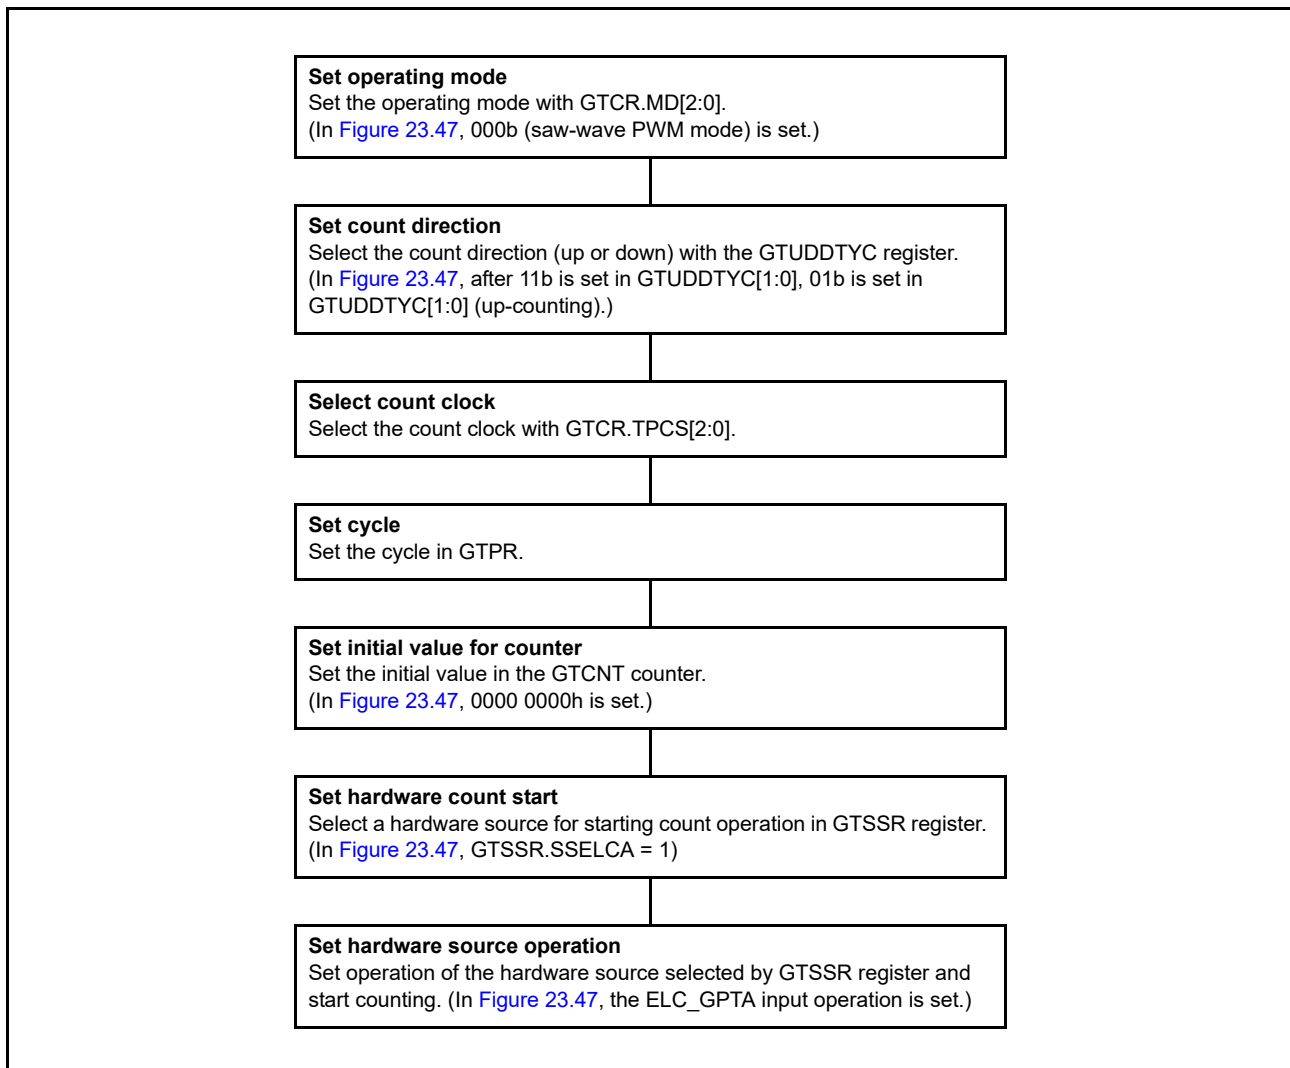 Set operating mode
Set the operating mode with GTCR.MD[2:0].
(In Figure 23.47, 000b (saw-wave PWM mode) is set.)
Set count direction
Select the count direction (up or down) with the GTUDDTYC register.
(In Figure 23.47, after 11b is set in GTUDDTYC[1:0], 01b is set in
GTUDDTYC[1:0] (up-counting).)
Select count clock
Select the count clock with GTCR.TPCS[2:0].
Set cycle
Set the cycle in GTPR.
Set initial value for counter
Set the initial value in the GTCNT counter.
(In Figure 23.47, 0000 0000h is set.)
Set hardware count start
Select a hardware source for starting count operation in GTSSR register.
(In Figure 23.47, GTSSR.SSELCA = 1)
Set hardware source operation
Set operation of the hardware source selected by GTSSR register and
start counting. (In Figure 23.47, the ELC_GPTA input operation is set.)